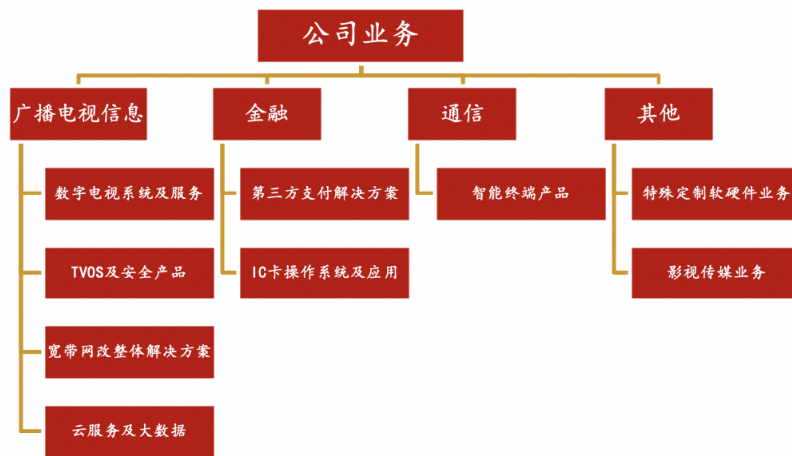 公司业务
广播电视信息
金融
通信
其他
数字电视系统及服务
第三方支付解决方案
智能终端产品
特殊定制软硬件业务
TVOS及安全产品
IC卡操作系统及应用
影视传媒业务
宽带网改整体解决方案
云服务及大数据